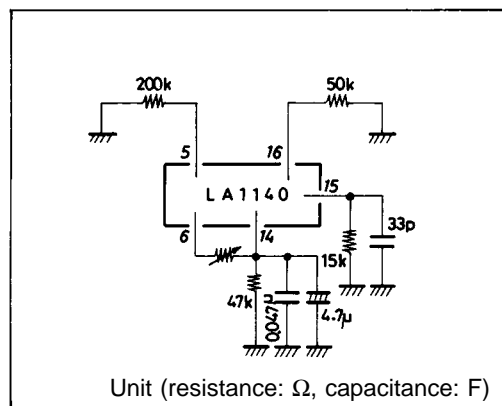 200k
50k
5
16
LA1140
15
6
14
33p
15k
47k
0.047μ
4.7μ
Unit (resistance: Ω, capacitance: F)